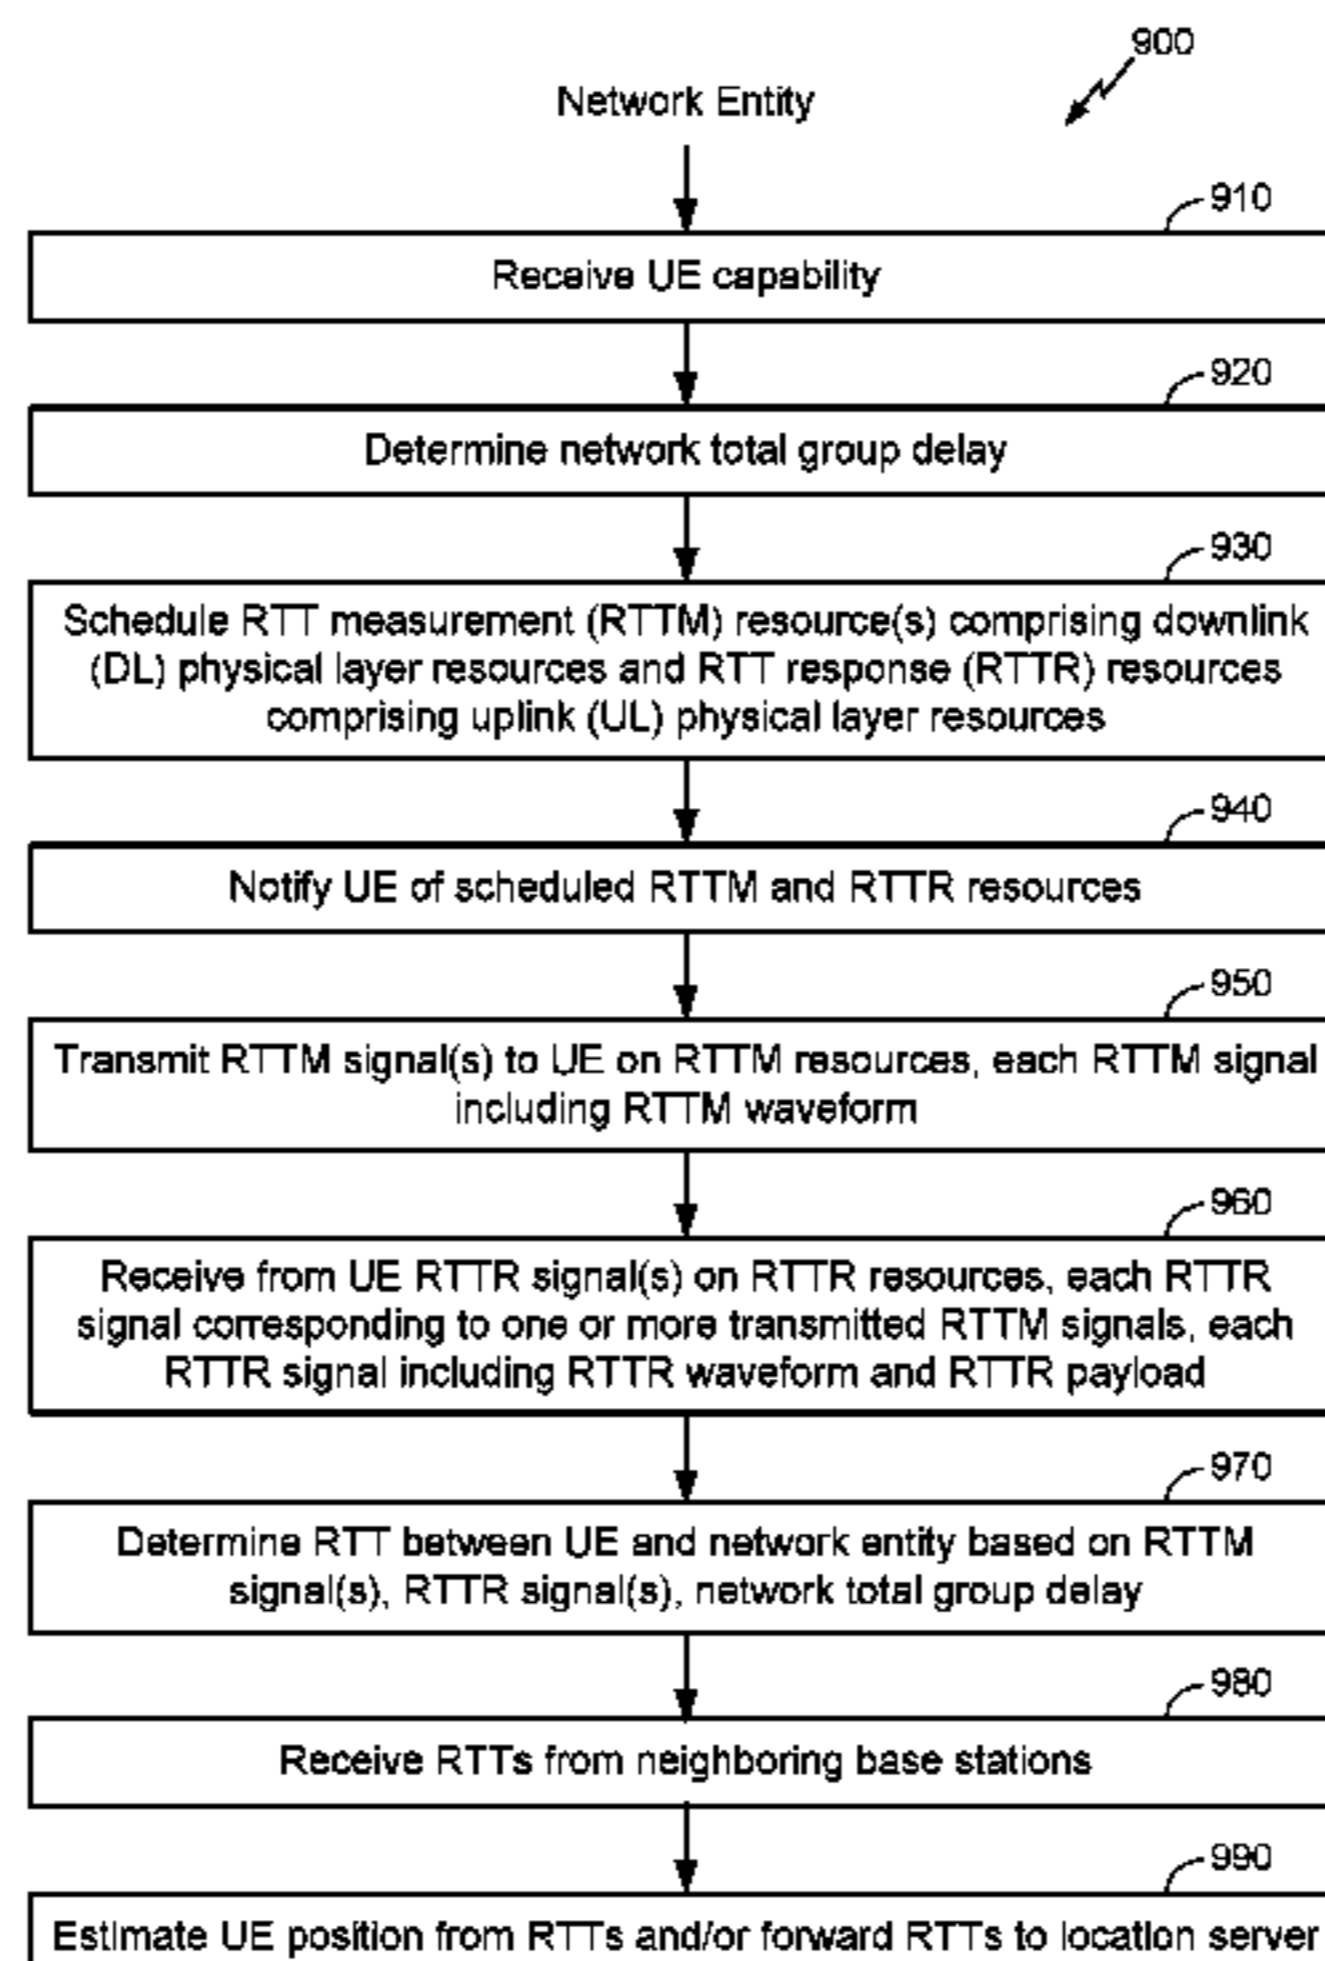 900
Network Entity
910
Receive UE capability
920
Determine network total group delay
930
Schedule RTT measurement (RTTM) resource(s) comprising downlink
(DL) physical layer resources and RTT response (RTTR) resources
comprising uplink (UL) physical layer resources
940
Notify UE of scheduled RTTM and RTTR resources
950
Transmit RTTM signal(s) to UE on RTTM resources, each RTTM signal
including RTTM waveform
960
Receive from UE RTTR signal(s) on RTTR resources, each RTTR
signal corresponding to one or more transmitted RTTM signals, each
RTTR signal including RTTR waveform and RTTR payload
970
Determine RTT between UE and network entity based on RTTM
signal(s), RTTR signal(s), network total group delay
980
Receive RTTs from neighboring base stations
990
Estimate UE position from RTTs and/or forward RTTs to location server